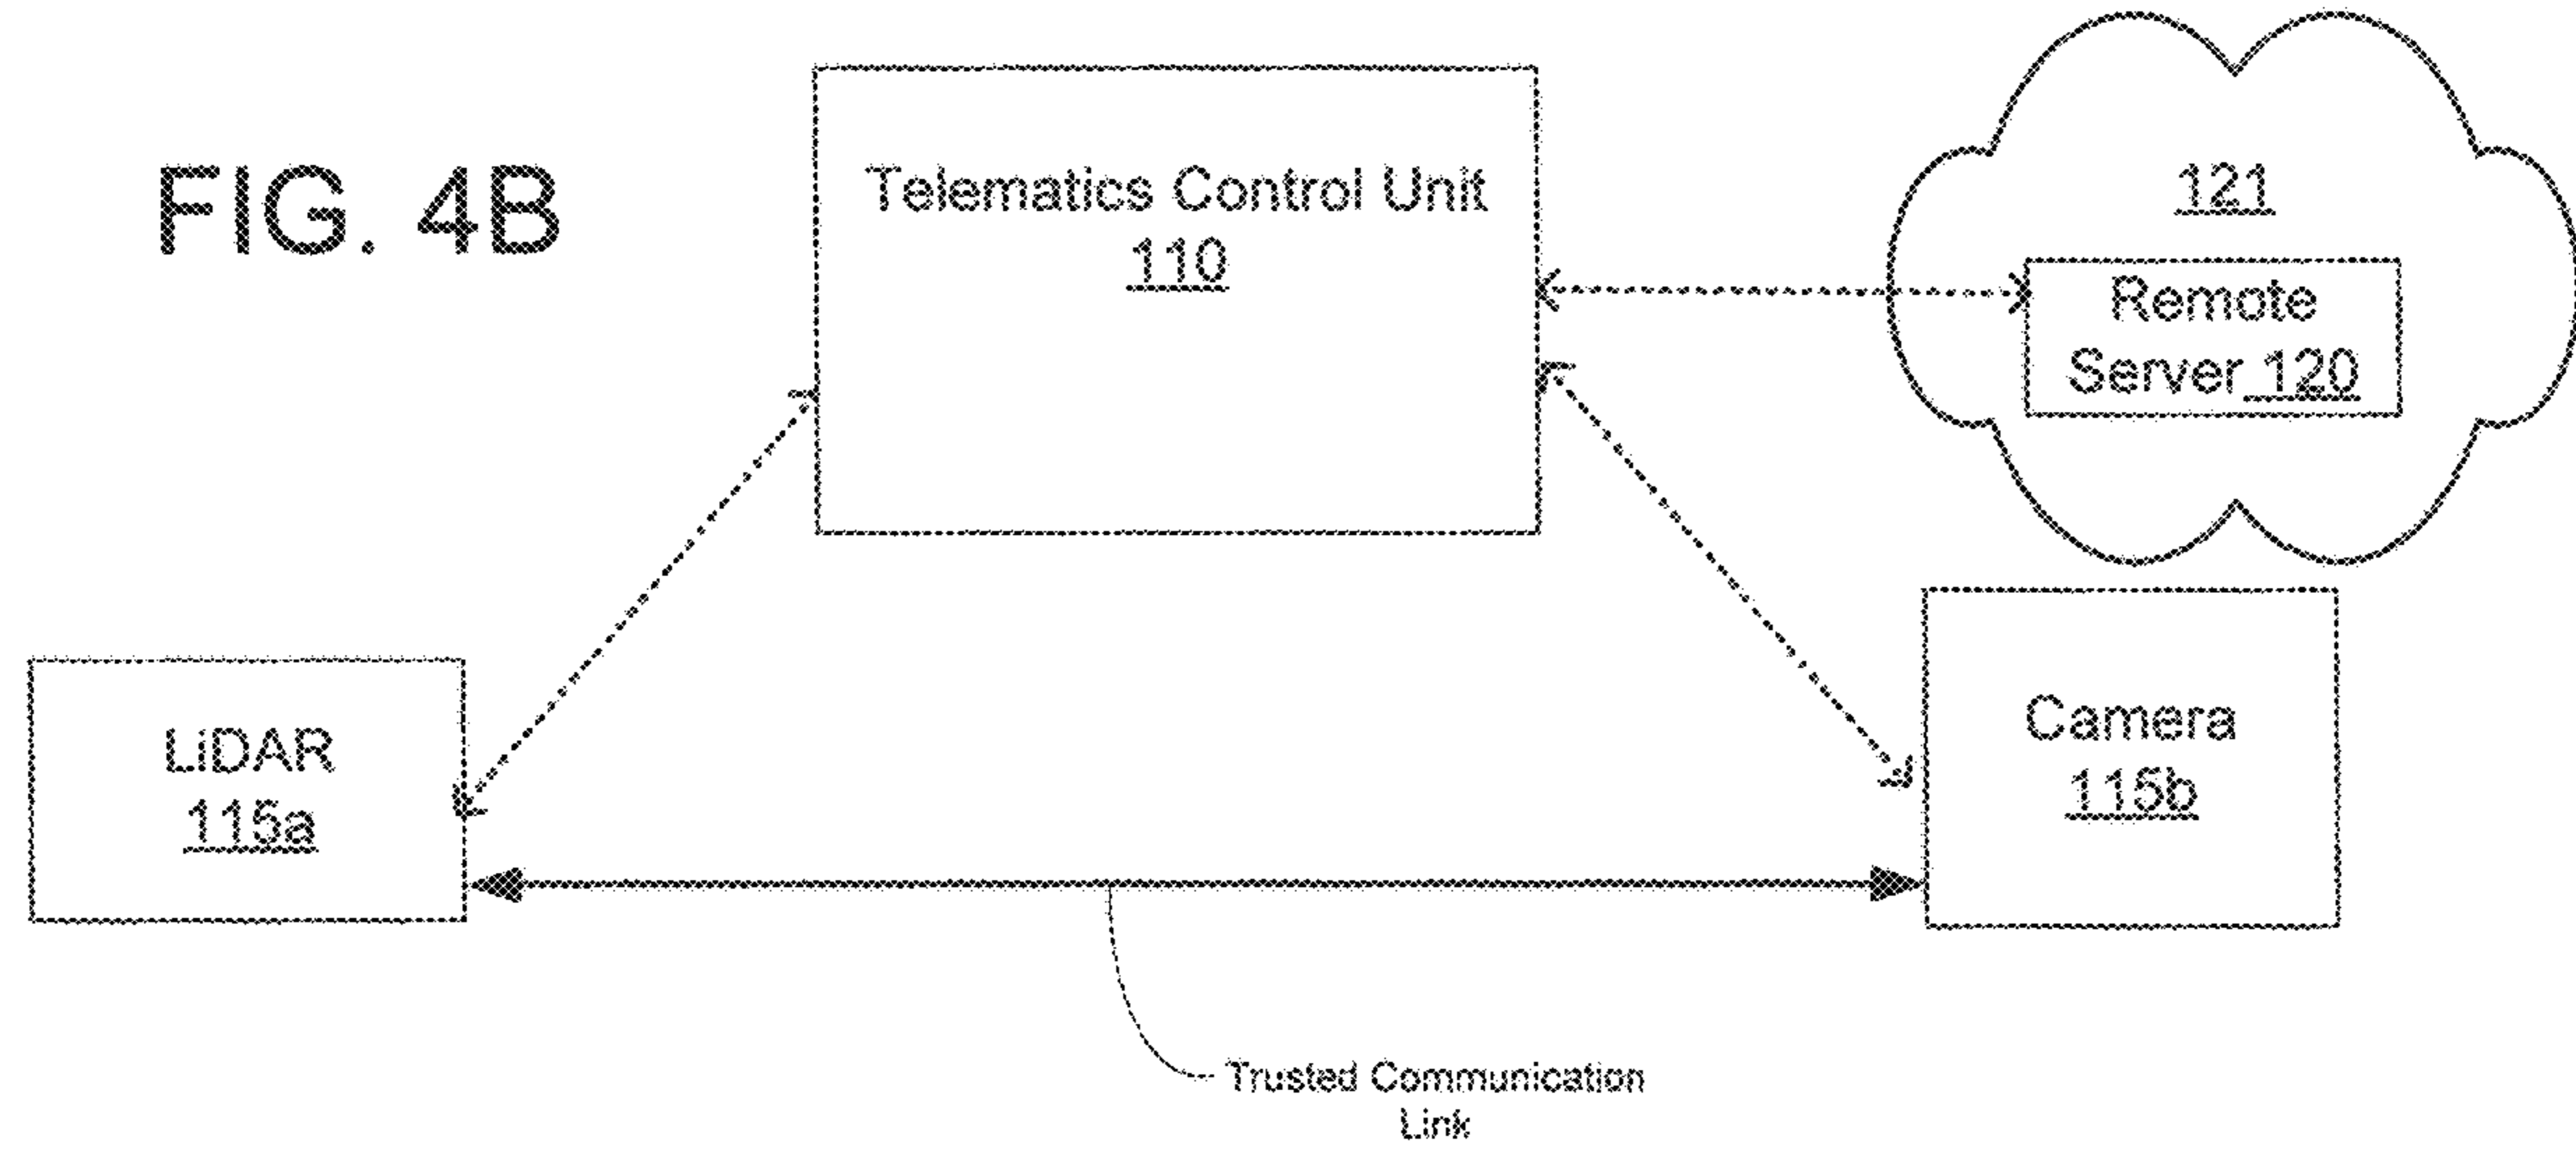 FIG. 4B
Telematics Control Unit
110
121
Remote
Server 120
LiDAR
115a
Camera
115b
Trusted Communication
Link